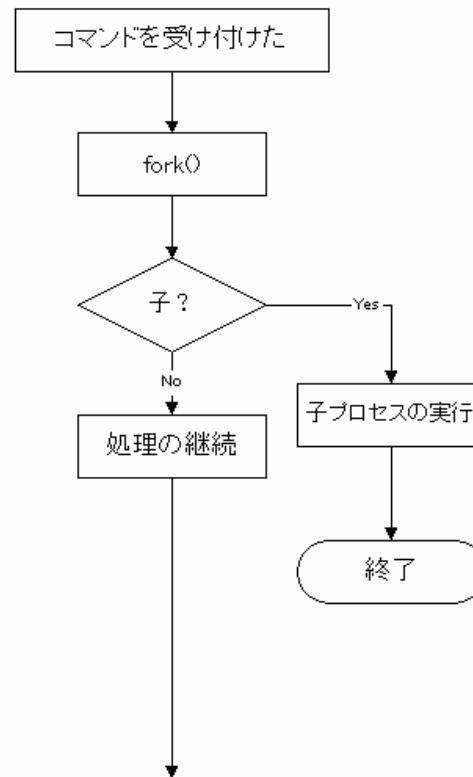 コマンドを受け付けた
fork()
子？
Yes
No
子プロセスの実行
処理の継続
終了